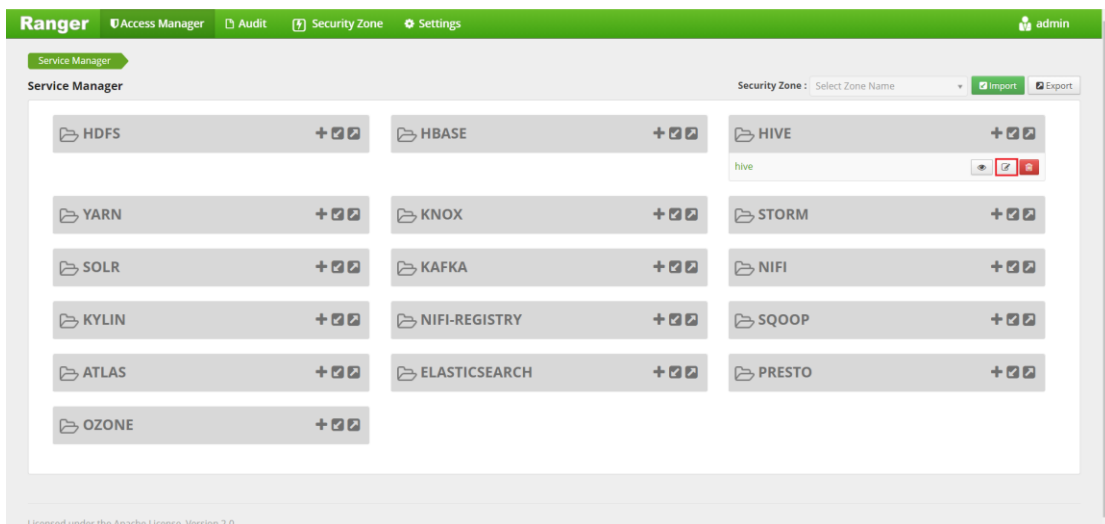 Ranger Access Manager Audit Security Zone Settings admin
Service Manager
Service Manager Security Zone : Select Zone Name Import Export
HDFS HBASE HIVE
hive
YARN KNOX STORM
SOLR KAFKA NIFI
KYLIN NIFI-REGISTRY SQOOP
ATLAS ELASTICSEARCH PRESTO
OZONE
Licensed under the Apache License, Version 2.0